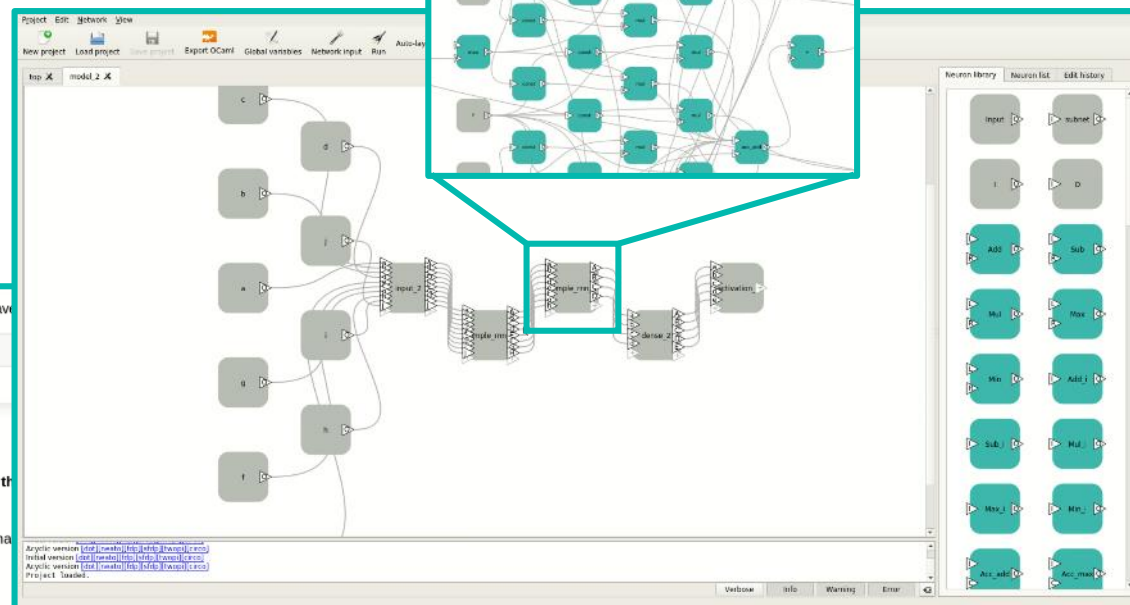 Project Edit Network View
New project Load project Save project Export OCaml Global variables Network input Run Auto-lay
top model_2
c
d
b
j
a
i
g
h
f
input_2
mple_rnn
mple_rnn
dense_2
ctivation_
Neuron library Neuron list Edit history
Input subnet
I D
Add Sub
Mul Max
Min Add_i
Sub_i Mul_i
Max_i Min_i
Acc_add Acc_max
Acyclic version [dot][neato][fdp][sfdp][twopi][circo]
Initial version [dot][neato][fdp][sfdp][twopi][circo]
Acyclic version [dot][neato][fdp][sfdp][twopi][circo]
Project loaded.
Verbose Info Warning Error